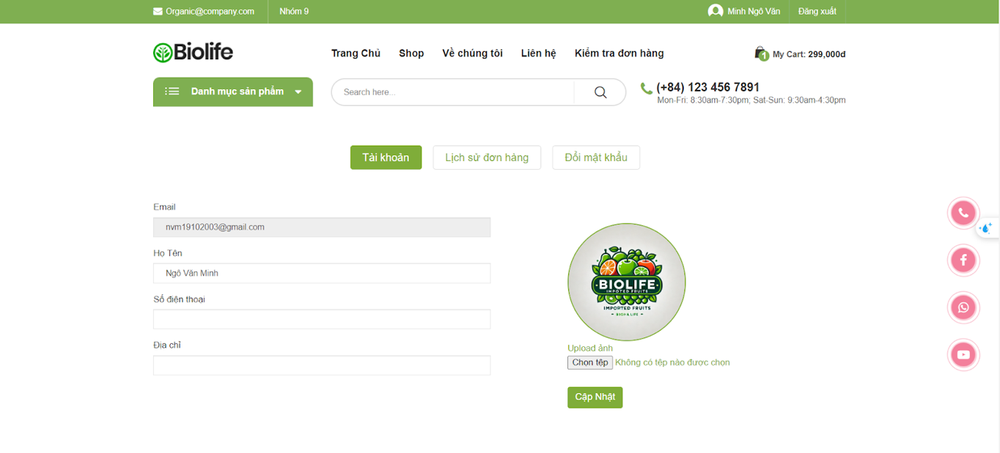 Organic@company.com Nhóm 9 Minh Ngô Văn Đăng xuất
Biolife Trang Chủ Shop Về chúng tôi Liên hệ Kiểm tra đơn hàng 1 My Cart: 299,000đ
Danh mục sản phẩm Search here... (+84) 123 456 7891
Mon-Fri: 8:30am-7:30pm; Sat-Sun: 9:30am-4:30pm
Tài khoản Lịch sử đơn hàng Đổi mật khẩu
Email
nvm19102003@gmail.com
Họ Tên
Ngô Văn Minh
Số điện thoại
Địa chỉ
BIOLIFE
IMPOTED FRUITS
IMPORTED FRUITS
Upload ảnh
Chọn tệp Không có tệp nào được chọn
Cập Nhật